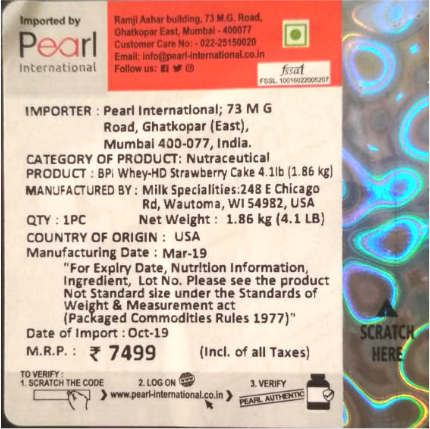 Imported by
Pearl
International
Ramji Ashar building, 73 M.G. Road,
Ghatkopar East, Mumbai - 400077
Customer Care No: - 022-25150020
Email: info@pearl-international.co.in
Follow us:
fssai
FSSL. 10016022005207
IMPORTER : Pearl International; 73 M G
Road, Ghatkopar (East),
Mumbai 400-077, India.
CATEGORY OF PRODUCT: Nutraceutical
PRODUCT : BPi Whey-HD Strawberry Cake 4.1lb (1.86 kg)
MANUFACTURED BY : Milk Specialities:248 E Chicago
Rd, Wautoma, WI 54982, USA
QTY : 1PC Net Weight : 1.86 kg (4.1 LB)
COUNTRY OF ORIGIN : USA
Manufacturing Date : Mar-19
"For Expiry Date, Nutrition Information,
Ingredient, Lot No. Please see the product
Not Standard size under the Standards of
Weight & Measurement act
(Packaged Commodities Rules 1977)"
Date of Import : Oct-19
M.R.P. : ₹ 7499 (Incl. of all Taxes)
TO VERIFY :
1. SCRATCH THE CODE 2. LOG ON 3. VERIFY
www.pearl-international.co.in PEARL AUTHENTIC
SCRATCH
HERE